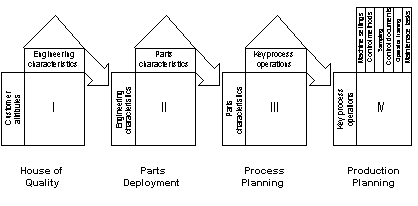 Machine settings
Control methods
Sampling
Control documents
Operator training
Maintenance tasks
Engineering
characteristics
Parts
characteristics
Key process
operations
Customer
attributes
I
Engineering
characteristics
II
Parts
characteristics
III
Key process
operations
IV
House of
Quality
Parts
Deployment
Process
Planning
Production
Planning